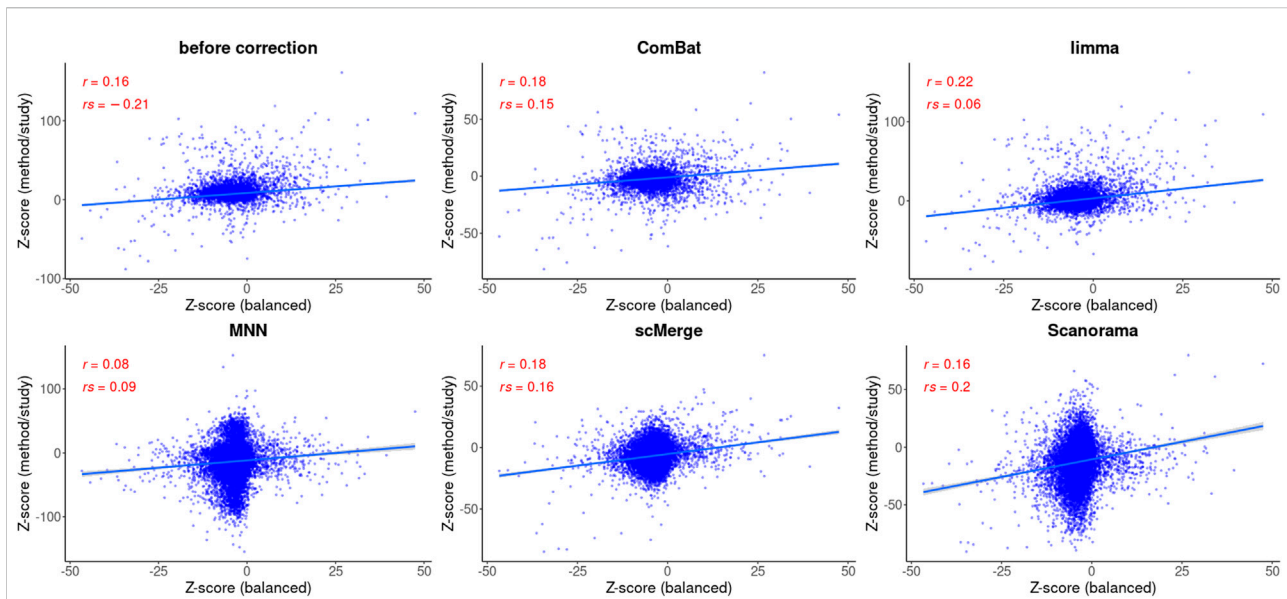 before correction
r = 0.16
rs = − 0.21
Z-score (method/study)
100
0
-100
-50
-25
0
25
50
Z-score (balanced)
ComBat
r = 0.18
rs = 0.15
Z-score (method/study)
50
0
-50
-50
-25
0
25
50
Z-score (balanced)
limma
r = 0.22
rs = 0.06
Z-score (method/study)
100
0
-50
-25
0
25
50
Z-score (balanced)
MNN
r = 0.08
rs = 0.09
Z-score (method/study)
100
0
-100
-50
-25
0
25
50
Z-score (balanced)
scMerge
r = 0.18
rs = 0.16
Z-score (method/study)
50
0
-50
-50
-25
0
25
50
Z-score (balanced)
Scanorama
r = 0.16
rs = 0.2
Z-score (method/study)
50
0
-50
-50
-25
0
25
50
Z-score (balanced)